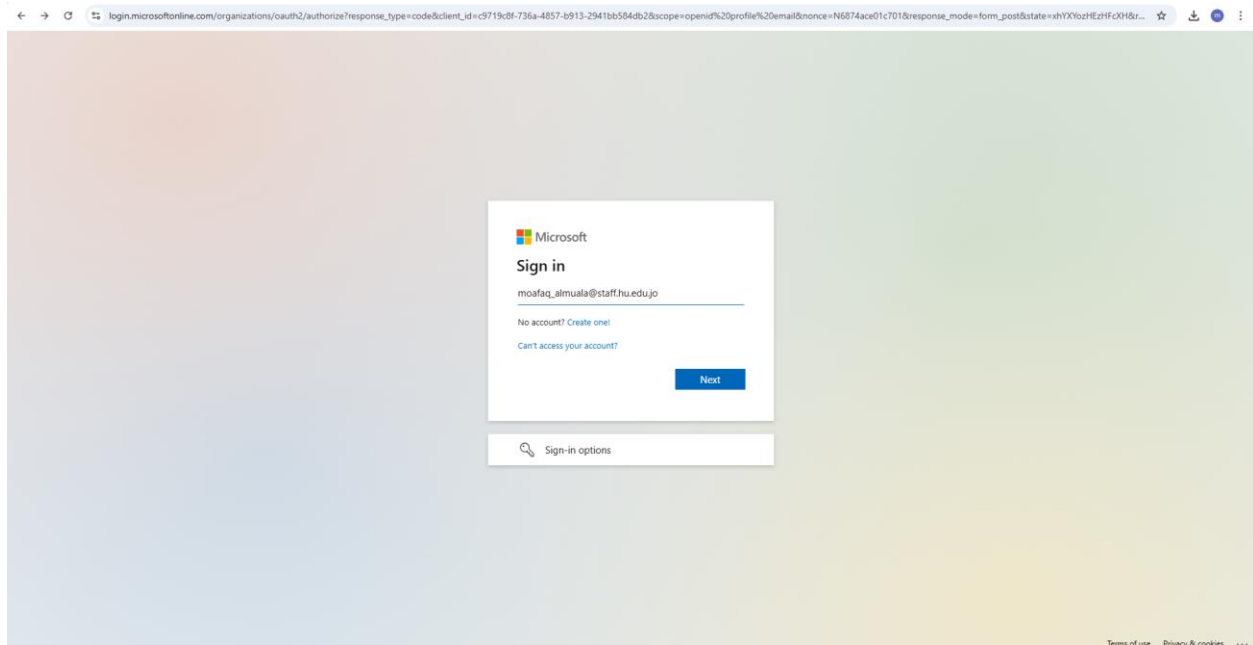 login.microsoftonline.com/organizations/oauth2/authorize?response_type=code&client_id=c9719c8f-736a-4857-b913-2941bb584db2&scope=openid%20profile%20email&nonce=N6874ace01c701&response_mode=form_post&state=xhYXYozHEzHFcXH&r...
m
Microsoft
Sign in
moafaq_almuala@staff.hu.edu.jo
No account? Create one!
Can't access your account?
Next
Sign-in options
Terms of use Privacy & cookies ...